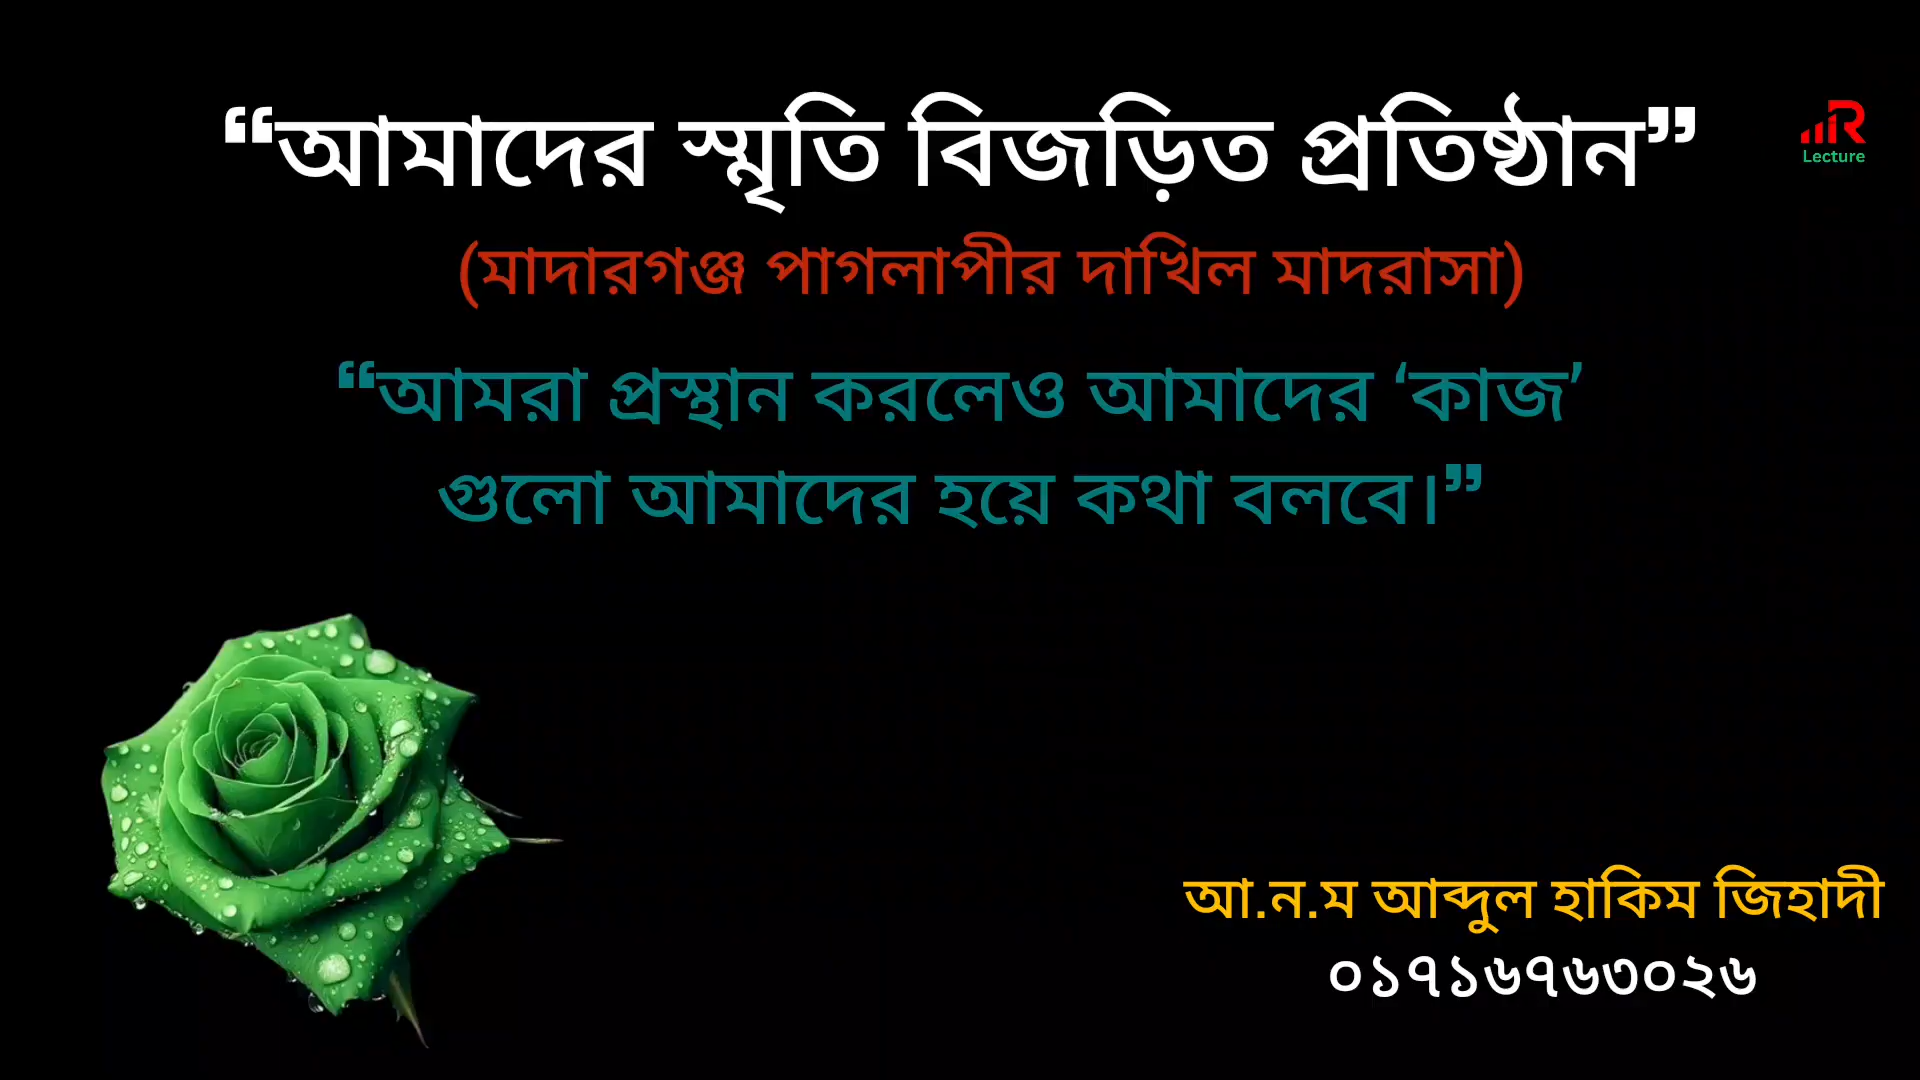 “আমাদের স্মৃতি বিজড়িত প্রতিষ্ঠান”
R
Lecture
(মাদারগঞ্জ পাগলাপীর দাখিল মাদরাসা)
“আমরা প্রস্থান করলেও আমাদের ‘কাজ’
গুলো আমাদের হয়ে কথা বলবে।”
আ.ন.ম আব্দুল হাকিম জিহাদী
০১৭১৬৭৬৩০২৬